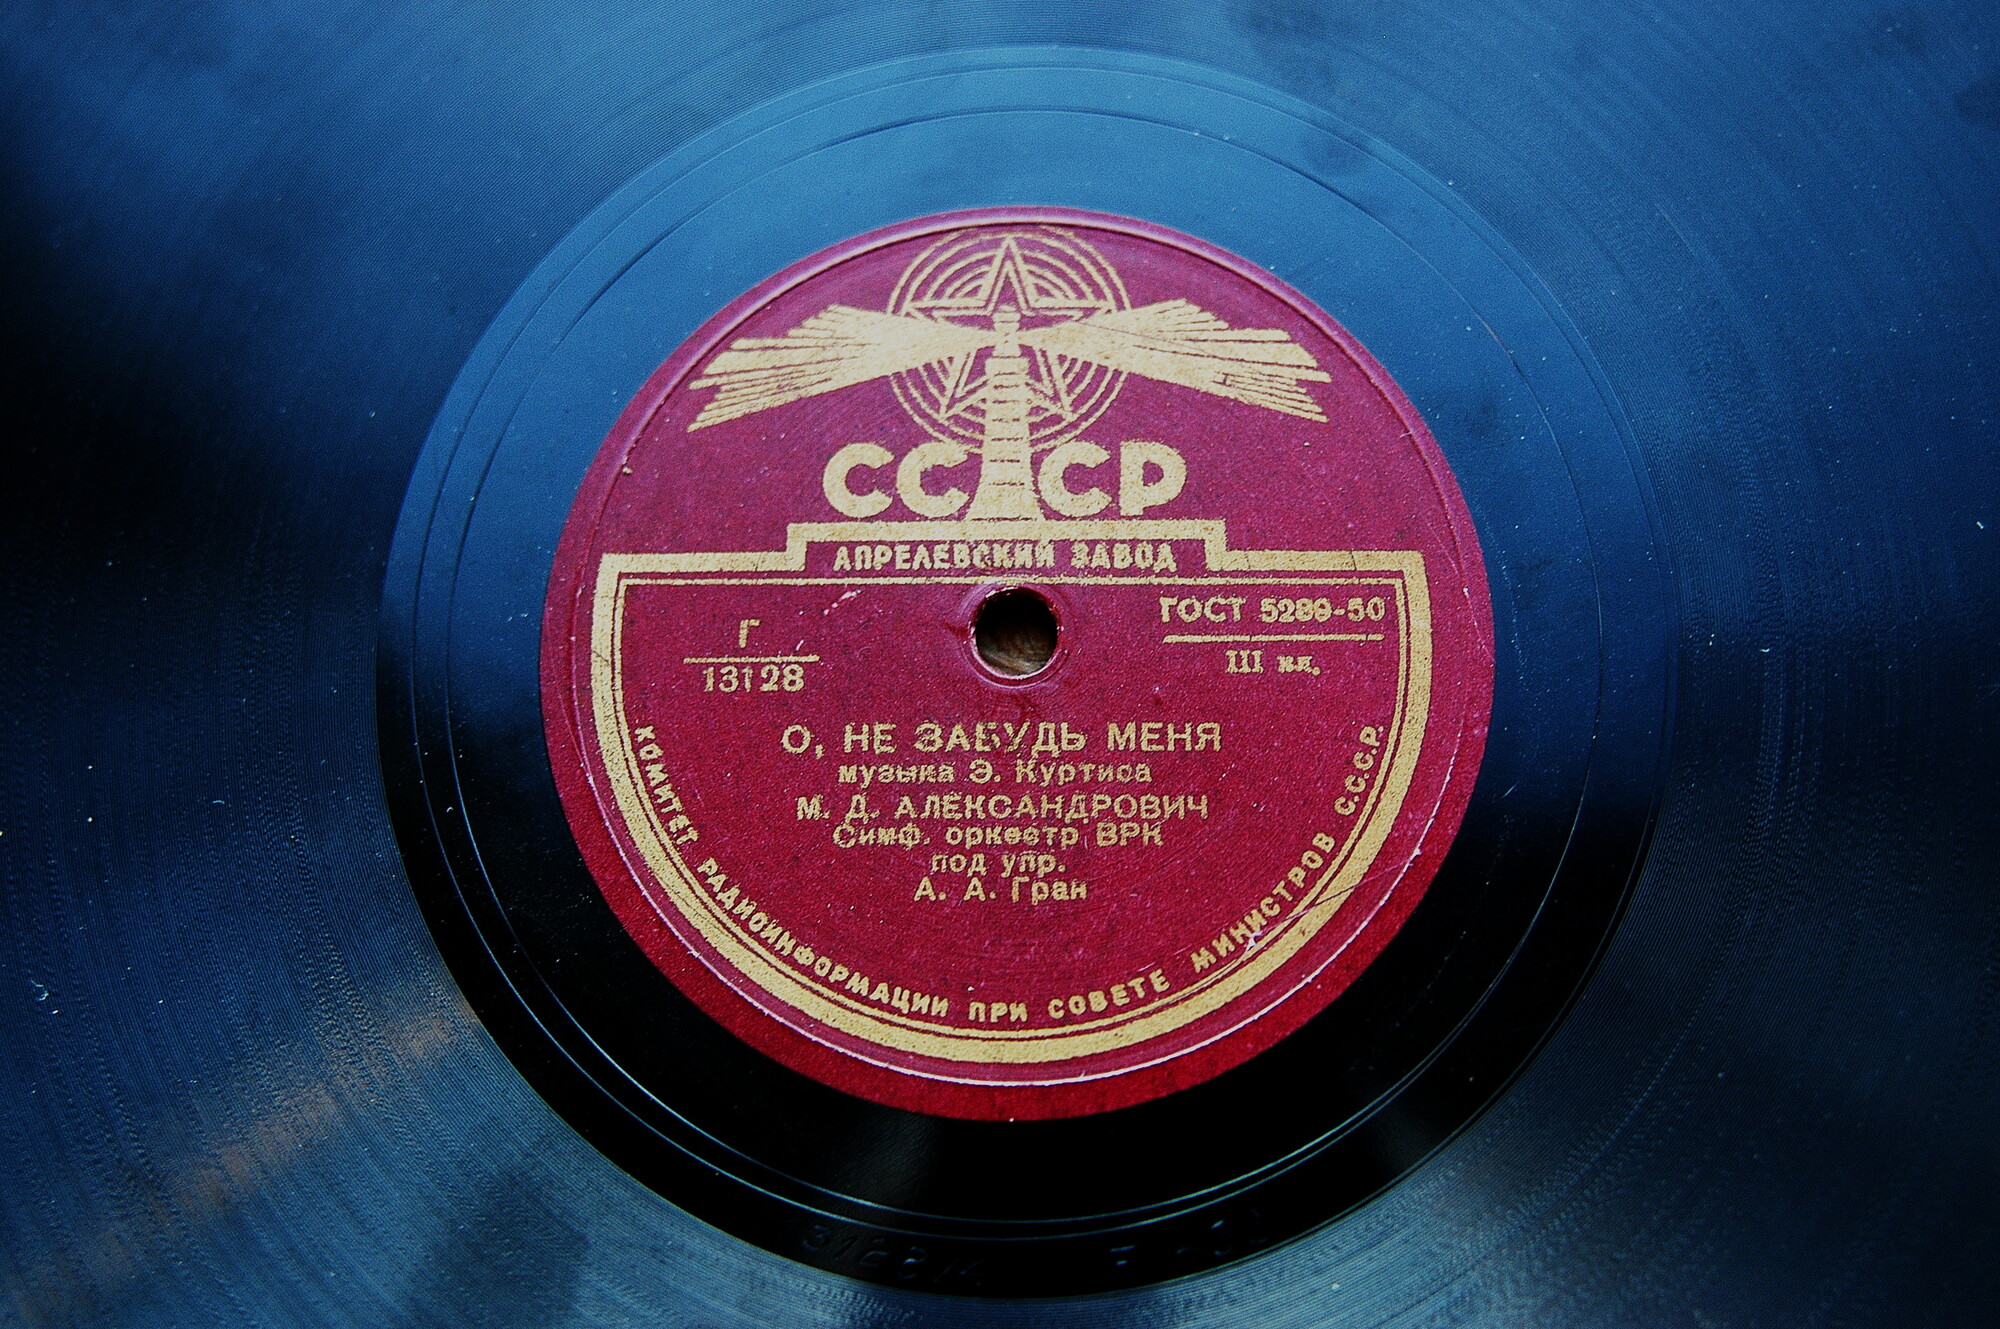 СССР
АПРЕЛЕВСКИЙ ЗАВОД
Г
13128
ГОСТ 5289-50
III кл.
О, НЕ ЗАБУДЬ МЕНЯ
музыка Э. Куртиса
М. Д. АЛЕКСАНДРОВИЧ
Симф. оркестр ВРК
под упр.
А. А. Гран
КОМИТЕТ РАДИОИНФОРМАЦИИ ПРИ СОВЕТЕ МИНИСТРОВ С.С.С.Р.